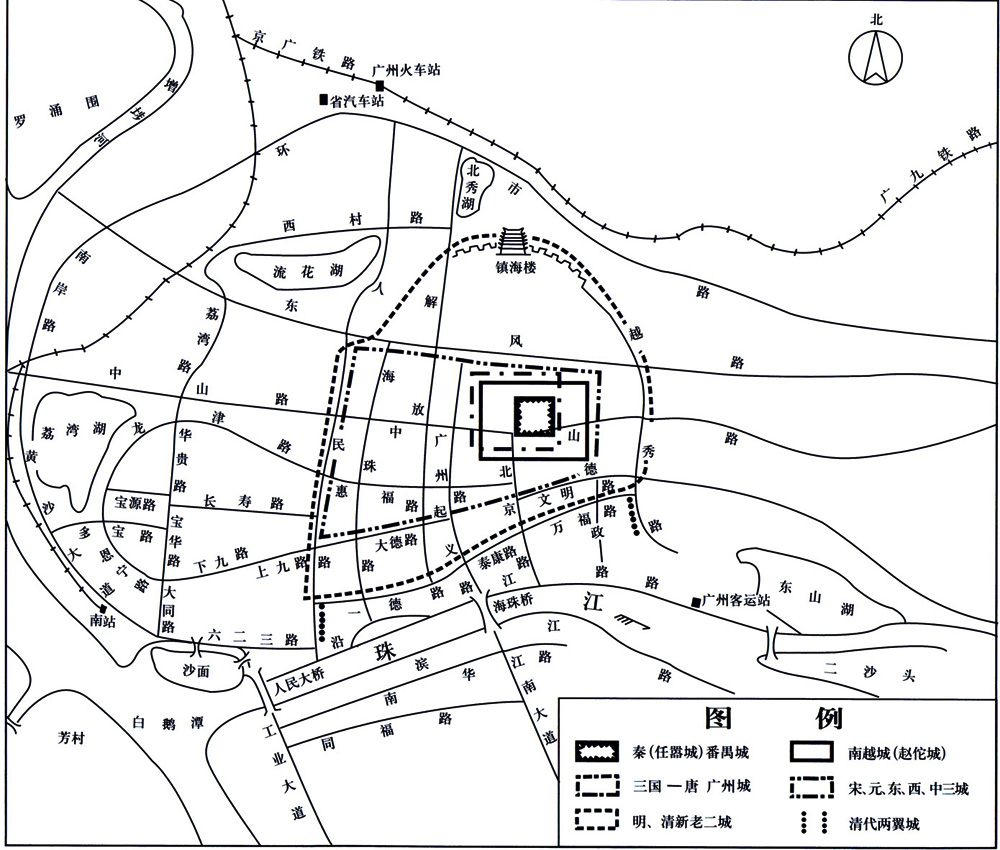 北
京广铁路
广州火车站
省汽车站
增埗河
罗涌围
广九铁路
环市路
北秀湖
西村路
镇海楼
流花湖
南岸路
东风路
人民路
解放北路
荔湾路
越秀路
中山路
海珠中路
广州起义路
荔湾湖
龙津路
华贵路
德政路
黄沙大道
惠福路
北京路
文明路
宝源路
长寿路
万福路
多宝路
宝华路
恩宁路
下九路
上九路
大德路
泰康路
大同路
一德路
江
海珠桥
江
路
东山湖
广州客运站
南站
六二三路
沿
珠
沙面
人民大桥
滨江路
二沙头
南华
江南大道
路
白鹅潭
芳村
同福路
工业大道
图例
秦(任嚣城)番禺城
南越城(赵佗城)
三国—唐 广州城
宋、元、东、西、中三城
明、清新老二城
清代两翼城